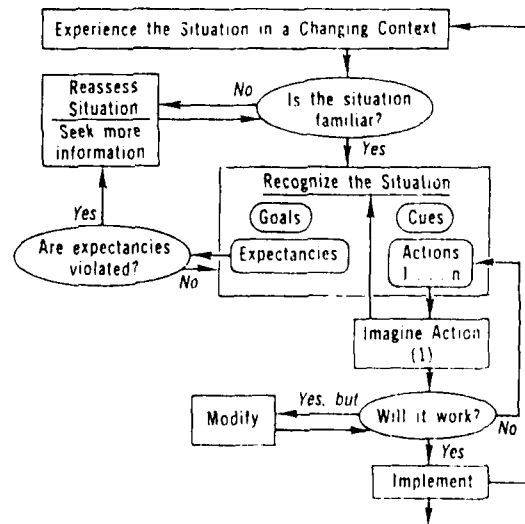 Experience the Situation in a Changing Context
No
Reassess
Situation
Seek more
information
Is the situation
familiar?
Yes
Recognize the Situation
Goals
Cues
Yes
Are expectancies
violated?
No
Expectancies
Actions
1 . . . n
Imagine Action
(1)
Yes, but
Modify
Will it work?
No
Yes
Implement